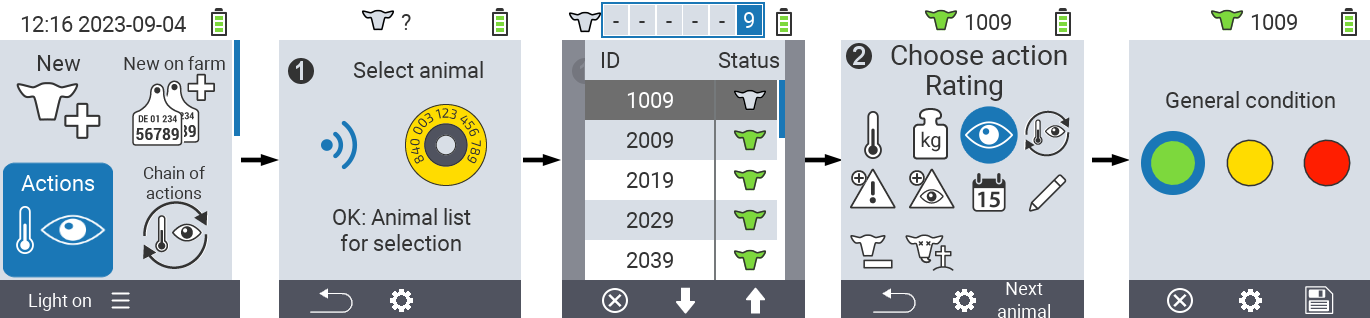 12:16 2023-09-04
New
New on farm
DE 01 234
56789
234
89
Actions
Chain of
actions
Light on
?
1
Select animal
840 003 123 456 789
OK: Animal list
for selection
- - - - - 9
ID Status
1009
2009
2019
2029
2039
1009
2 Choose action
Rating
kg
15
Next
animal
1009
General condition